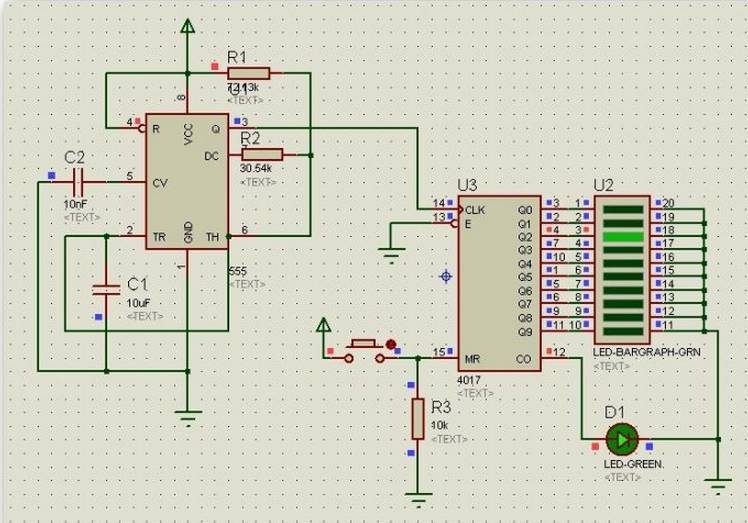 R1
72.13k
U1
<TEXT>
8
4
R
VCC
Q
3
R2
DC
30.54k
<TEXT>
C2
10nF
<TEXT>
5
CV
2
TR
GND
TH
6
1
555
<TEXT>
C1
10uF
<TEXT>
U3
14
CLK
13
E
Q0
3
Q1
2
Q2
4
Q3
7
Q4
10
Q5
1
Q6
5
Q7
6
Q8
9
Q9
11
15
MR
CO
12
4017
<TEXT>
U2
1
20
2
19
3
18
4
17
5
16
6
15
7
14
8
13
9
12
10
11
LED-BARGRAPH-GRN
<TEXT>
R3
10k
<TEXT>
D1
LED-GREEN
<TEXT>